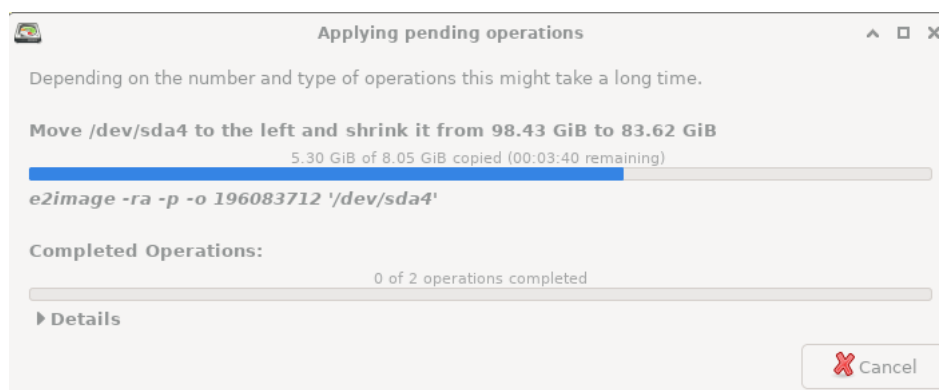 Applying pending operations
Depending on the number and type of operations this might take a long time.
Move /dev/sda4 to the left and shrink it from 98.43 GiB to 83.62 GiB
5.30 GiB of 8.05 GiB copied (00:03:40 remaining)
e2image -ra -p -o 196083712 '/dev/sda4'
Completed Operations:
0 of 2 operations completed
Details
Cancel